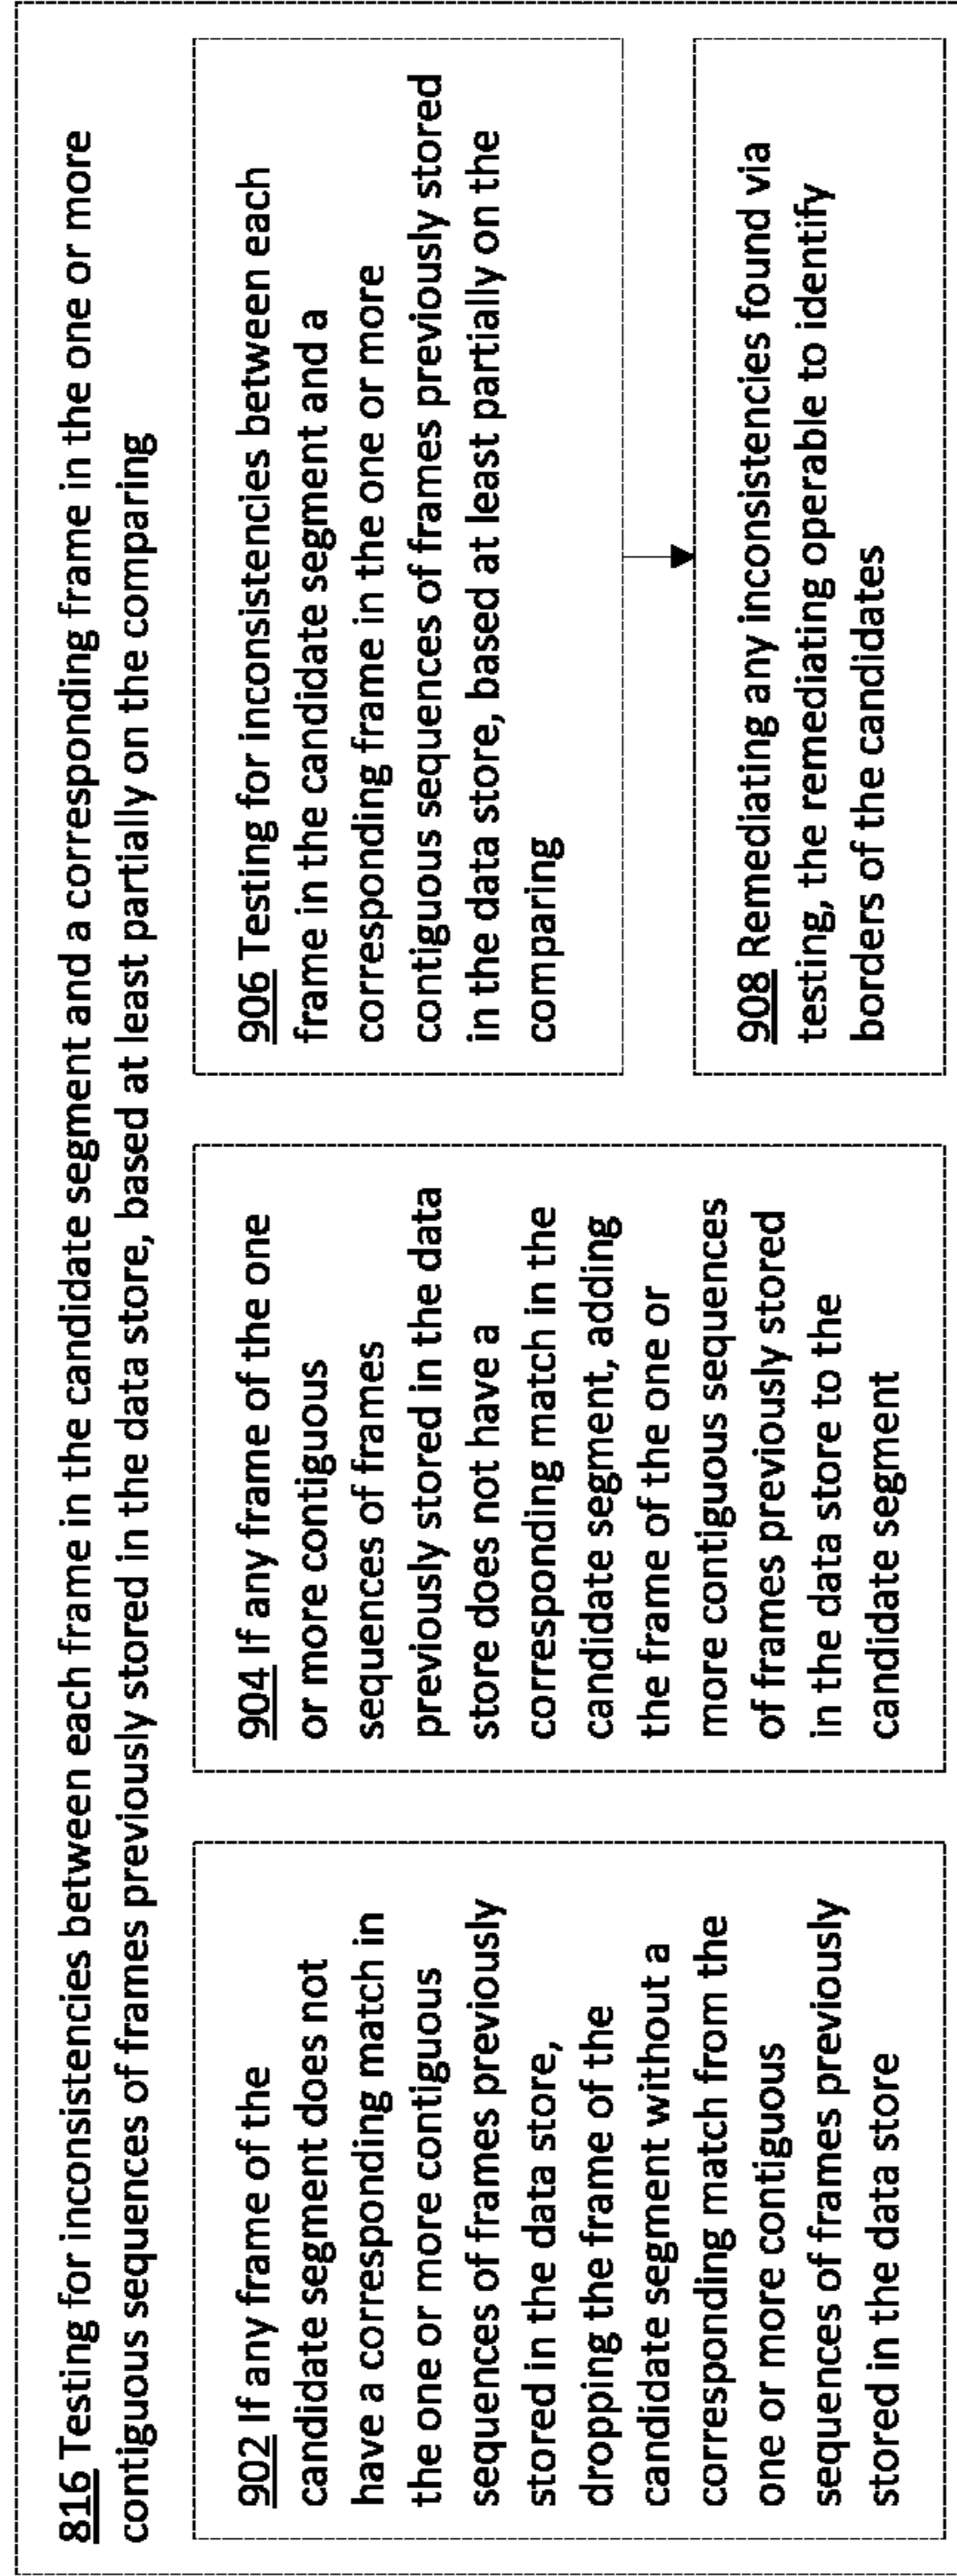 816 Testing for inconsistencies between each frame in the candidate segment and a corresponding frame in the one or more
contiguous sequences of frames previously stored in the data store, based at least partially on the comparing
902 If any frame of the
candidate segment does not
have a corresponding match in
the one or more contiguous
sequences of frames previously
stored in the data store,
dropping the frame of the
candidate segment without a
corresponding match from the
one or more contiguous
sequences of frames previously
stored in the data store
904 If any frame of the one
or more contiguous
sequences of frames
previously stored in the data
store does not have a
corresponding match in the
candidate segment, adding
the frame of the one or
more contiguous sequences
of frames previously stored
in the data store to the
candidate segment
906 Testing for inconsistencies between each
frame in the candidate segment and a
corresponding frame in the one or more
contiguous sequences of frames previously stored
in the data store, based at least partially on the
comparing
908 Remediating any inconsistencies found via
testing, the remediating operable to identify
borders of the candidates